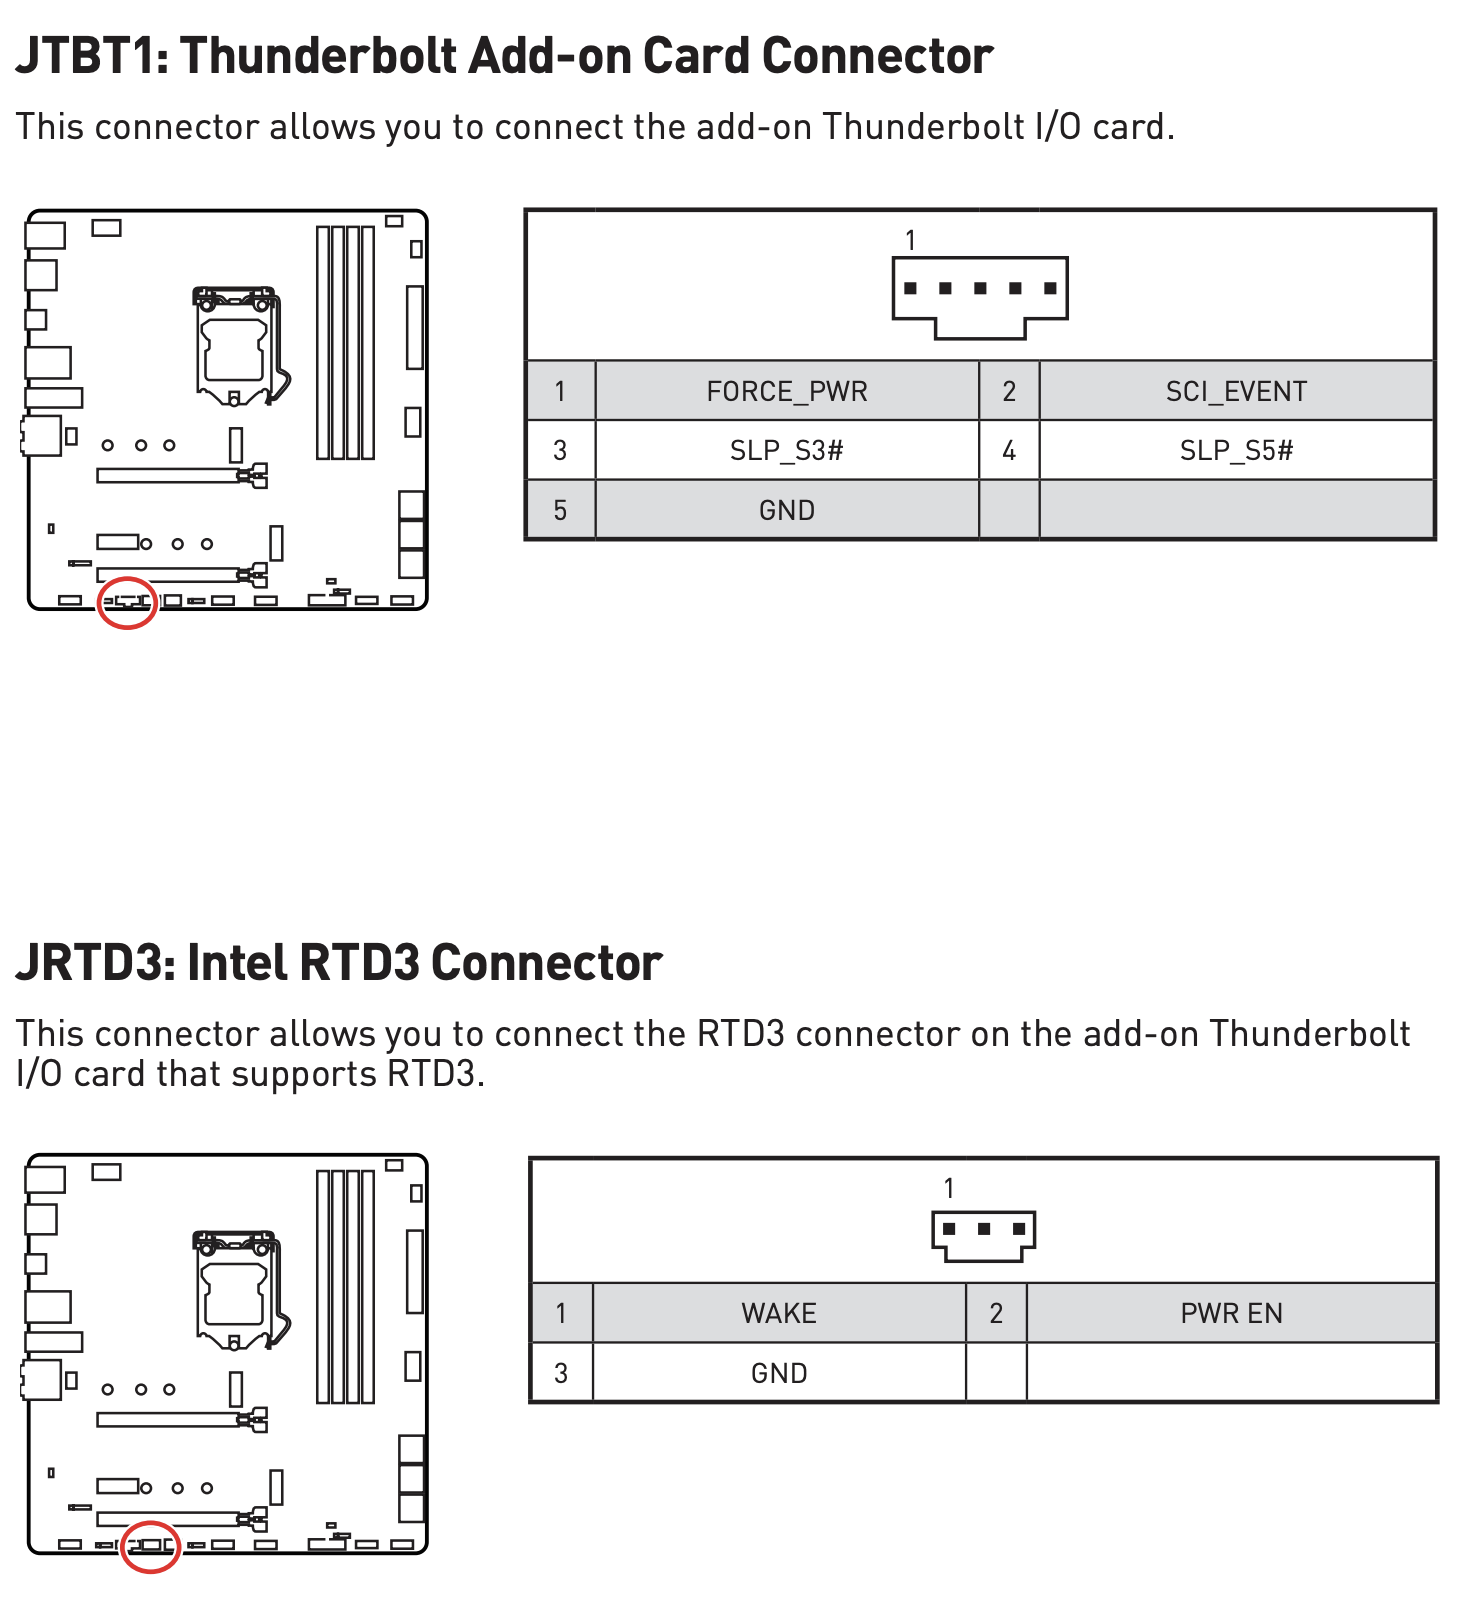 JTBT1: Thunderbolt Add-on Card Connector
This connector allows you to connect the add-on Thunderbolt I/O card.
1
1 FORCE_PWR 2 SCI_EVENT
3 SLP_S3# 4 SLP_S5#
5 GND
JRTD3: Intel RTD3 Connector
This connector allows you to connect the RTD3 connector on the add-on Thunderbolt
I/O card that supports RTD3.
1
1 WAKE 2 PWR EN
3 GND